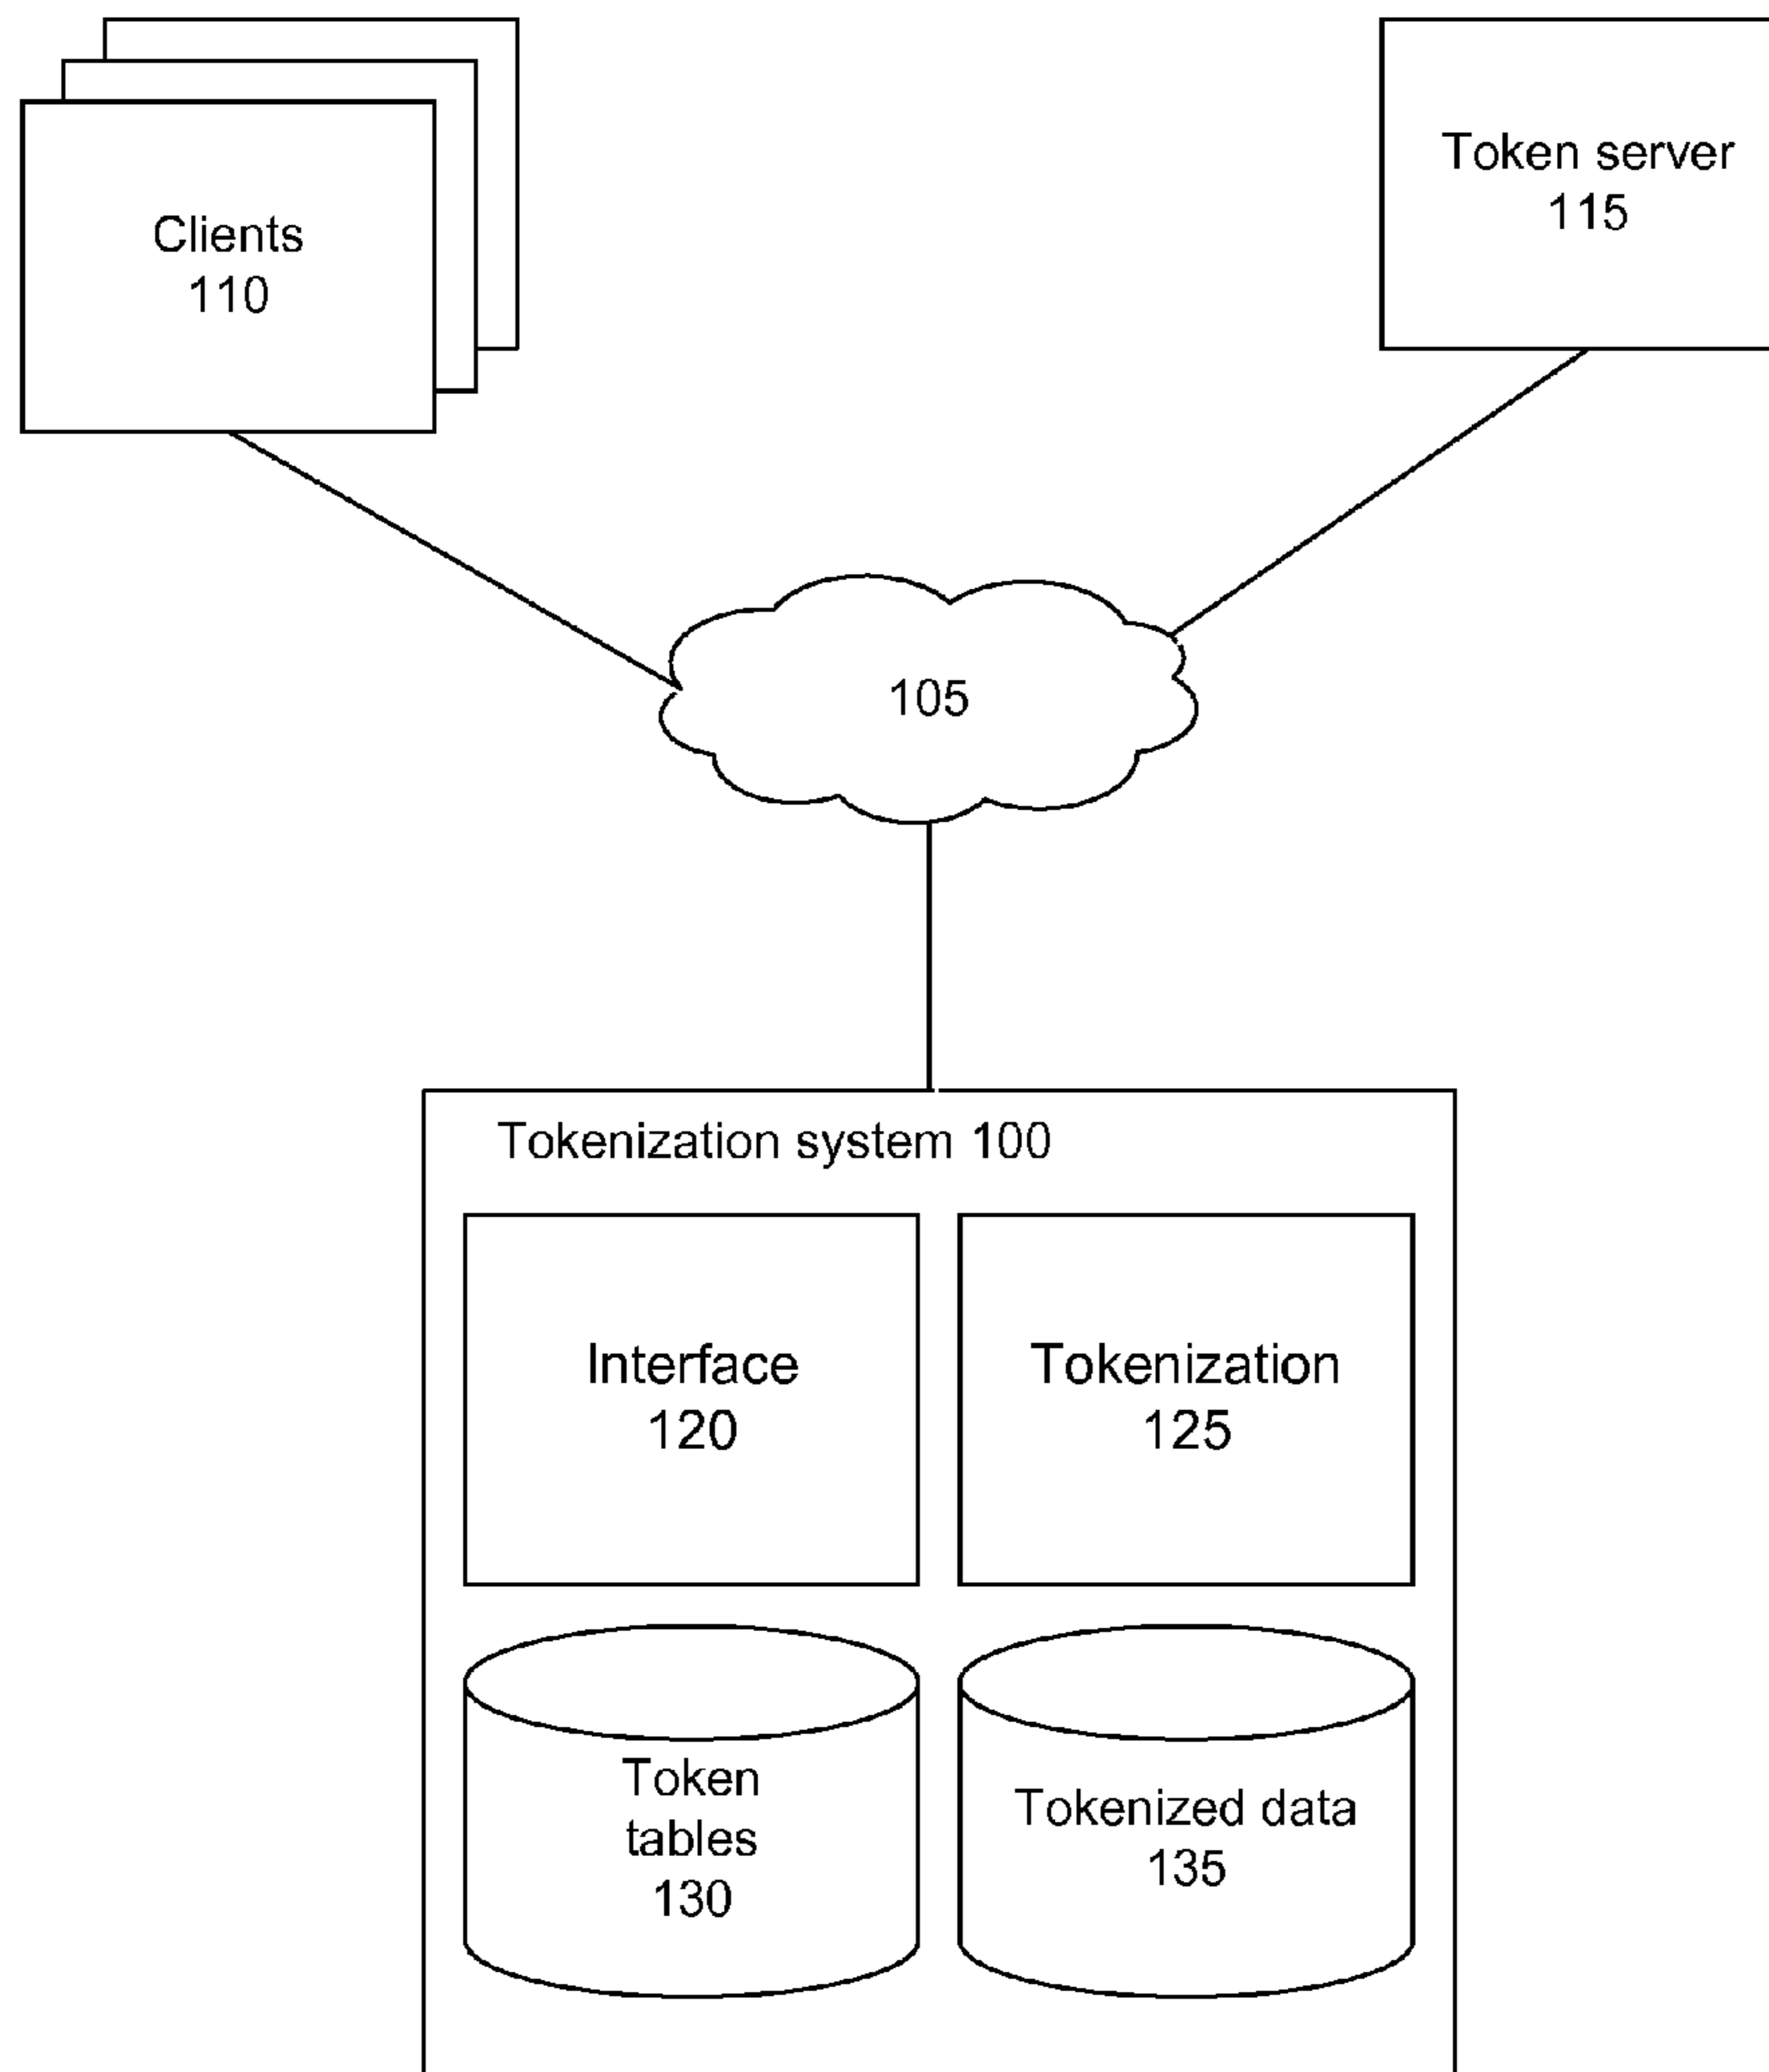 Clients
110
Token server
115
105
Tokenization system 100
Interface
120
Tokenization
125
Token
tables
130
Tokenized data
135